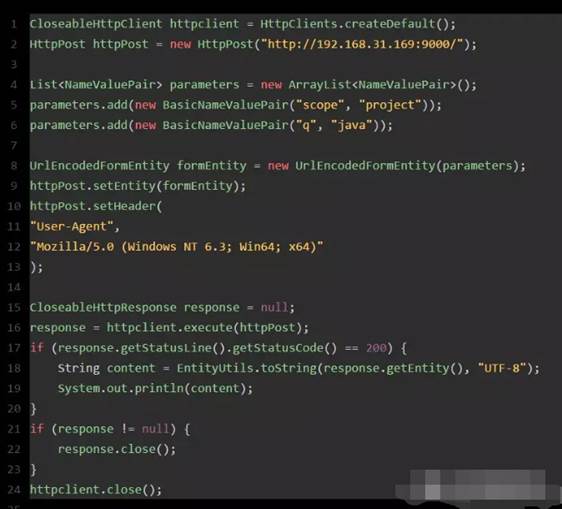 1 CloseableHttpClient httpclient = HttpClients.createDefault();
2 HttpPost httpPost = new HttpPost("http://192.168.31.169:9000/");
3
4 List<NameValuePair> parameters = new ArrayList<NameValuePair>();
5 parameters.add(new BasicNameValuePair("scope", "project"));
6 parameters.add(new BasicNameValuePair("q", "java"));
7
8 UrlEncodedFormEntity formEntity = new UrlEncodedFormEntity(parameters);
9 httpPost.setEntity(formEntity);
10 httpPost.setHeader(
11 "User-Agent",
12 "Mozilla/5.0 (Windows NT 6.3; Win64; x64)"
13 );
14
15 CloseableHttpResponse response = null;
16 response = httpclient.execute(httpPost);
17 if (response.getStatusLine().getStatusCode() == 200) {
18     String content = EntityUtils.toString(response.getEntity(), "UTF-8");
19     System.out.println(content);
20 }
21 if (response != null) {
22     response.close();
23 }
24 httpclient.close();